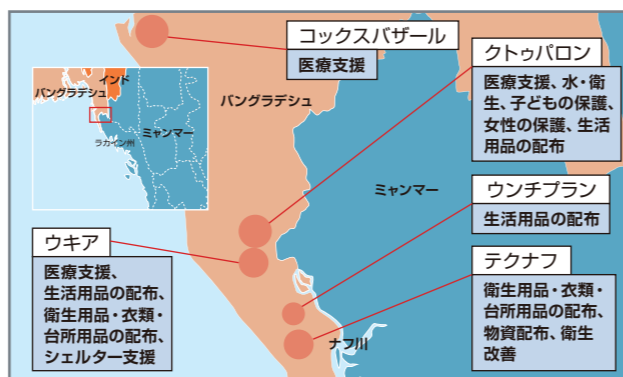 コックスバザール
医療支援
クトゥパロン
医療支援、水・衛
生、子どもの保護、
女性の保護、生活
用品の配布
インド
バングラデシュ
ミャンマー
ラカイン州
バングラデシュ
ミャンマー
ウンチプラン
生活用品の配布
ウキア
医療支援、
生活用品の配布、
衛生用品・衣類・
台所用品の配布、
シェルター支援
テクナフ
衛生用品・衣類・
台所用品の配布、
物資配布、衛生
改善
ナフ川